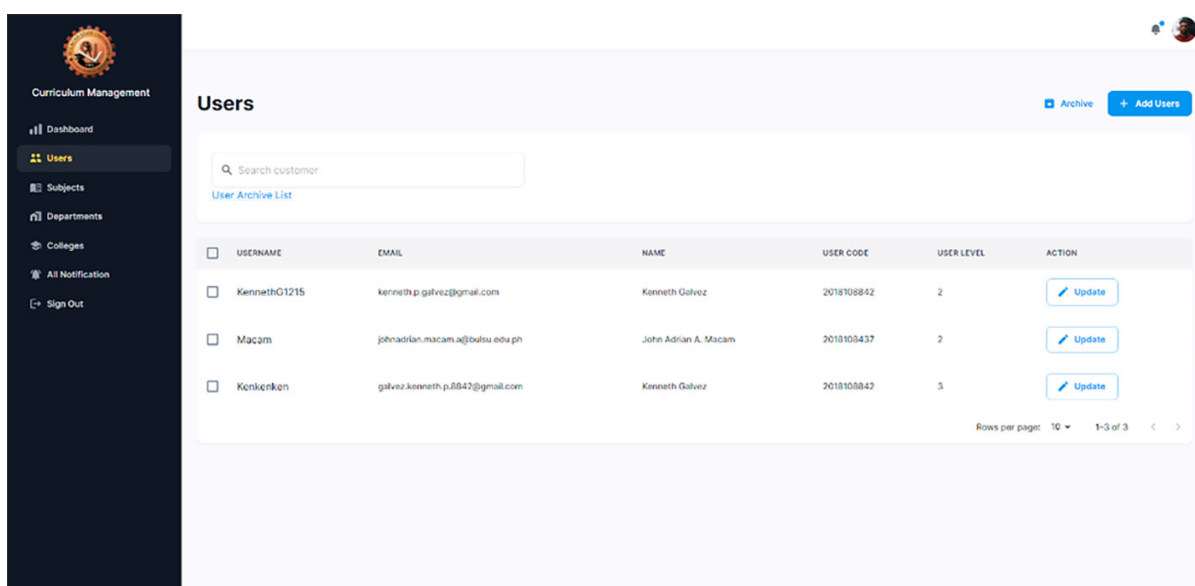 Curriculum Management
Dashboard
Users
Subjects
Departments
Colleges
All Notification
Sign Out
Users
Archive
+ Add Users
Search customer
User Archive List
USERNAME EMAIL NAME USER CODE USER LEVEL ACTION
KennethG1215 kenneth.p.galvez@gmail.com Kenneth Galvez 2018108842 2 Update
Macam johnadrian.macam.a@bulsu.edu.ph John Adrian A. Macam 2018108437 2 Update
Kenkenken galvez.kenneth.p.8842@gmail.com Kenneth Galvez 2018108842 3 Update
Rows per page: 10 1-3 of 3